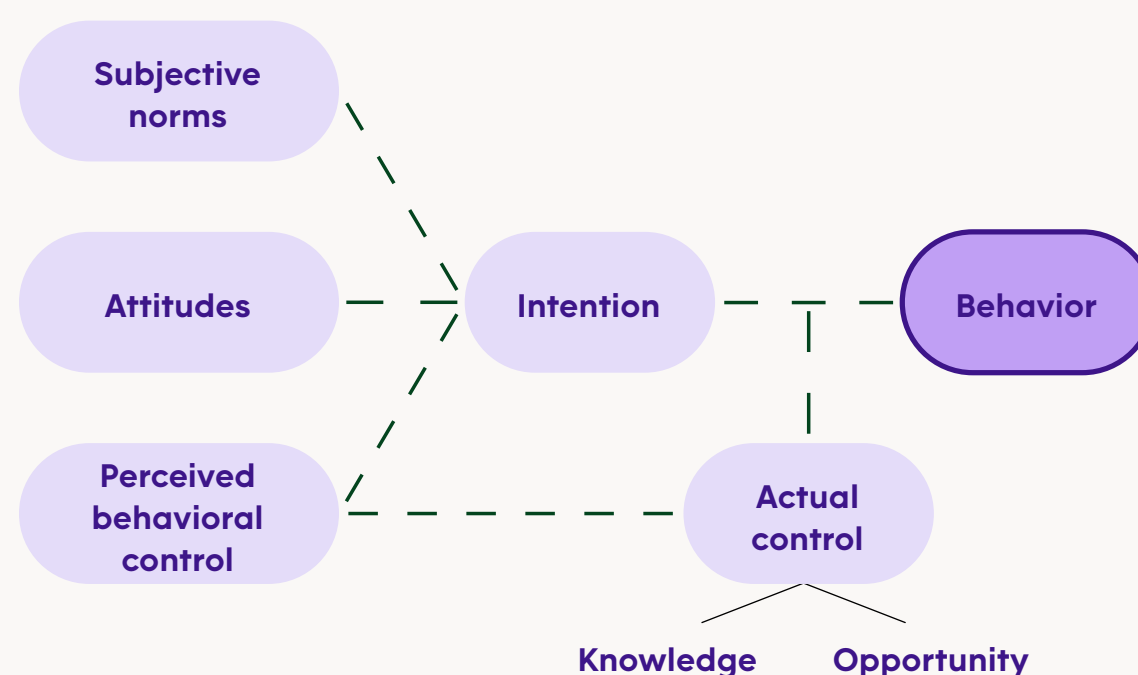 Subjective
norms
Attitudes
Intention
Behavior
Perceived
behavioral
control
Actual
control
Knowledge
Opportunity